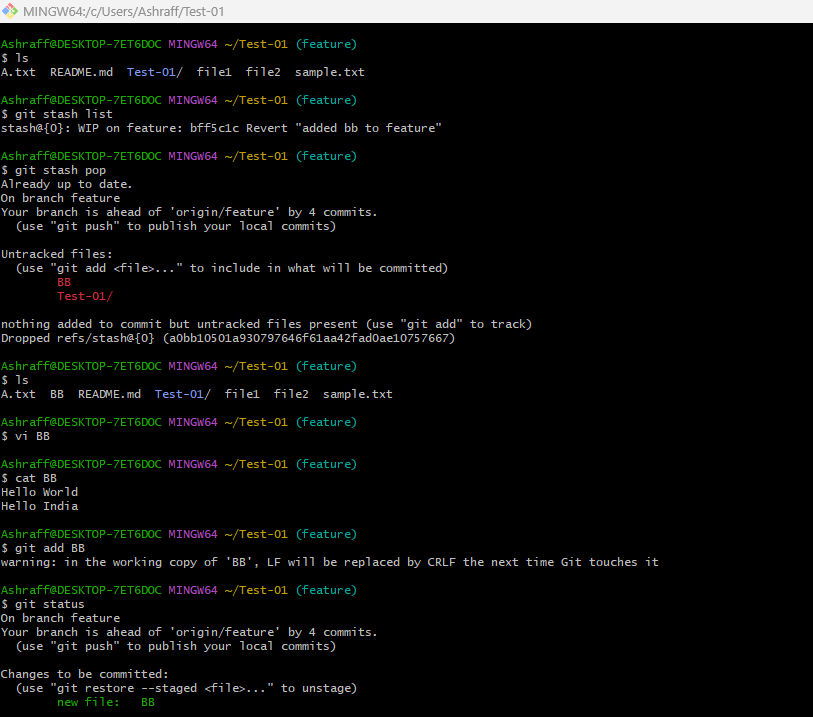 MINGW64:/c/Users/Ashraff/Test-01
Ashraff@DESKTOP-7ET6DOC MINGW64 ~/Test-01 (feature)
$ ls
A.txt  README.md  Test-01/  file1  file2  sample.txt
Ashraff@DESKTOP-7ET6DOC MINGW64 ~/Test-01 (feature)
$ git stash list
stash@{0}: WIP on feature: bff5c1c Revert "added bb to feature"
Ashraff@DESKTOP-7ET6DOC MINGW64 ~/Test-01 (feature)
$ git stash pop
Already up to date.
On branch feature
Your branch is ahead of 'origin/feature' by 4 commits.
  (use "git push" to publish your local commits)
Untracked files:
  (use "git add <file>..." to include in what will be committed)
        BB
        Test-01/
nothing added to commit but untracked files present (use "git add" to track)
Dropped refs/stash@{0} (a0bb10501a930797646f61aa42fad0ae10757667)
Ashraff@DESKTOP-7ET6DOC MINGW64 ~/Test-01 (feature)
$ ls
A.txt  BB  README.md  Test-01/  file1  file2  sample.txt
Ashraff@DESKTOP-7ET6DOC MINGW64 ~/Test-01 (feature)
$ vi BB
Ashraff@DESKTOP-7ET6DOC MINGW64 ~/Test-01 (feature)
$ cat BB
Hello World
Hello India
Ashraff@DESKTOP-7ET6DOC MINGW64 ~/Test-01 (feature)
$ git add BB
warning: in the working copy of 'BB', LF will be replaced by CRLF the next time Git touches it
Ashraff@DESKTOP-7ET6DOC MINGW64 ~/Test-01 (feature)
$ git status
On branch feature
Your branch is ahead of 'origin/feature' by 4 commits.
  (use "git push" to publish your local commits)
Changes to be committed:
  (use "git restore --staged <file>..." to unstage)
        new file:   BB